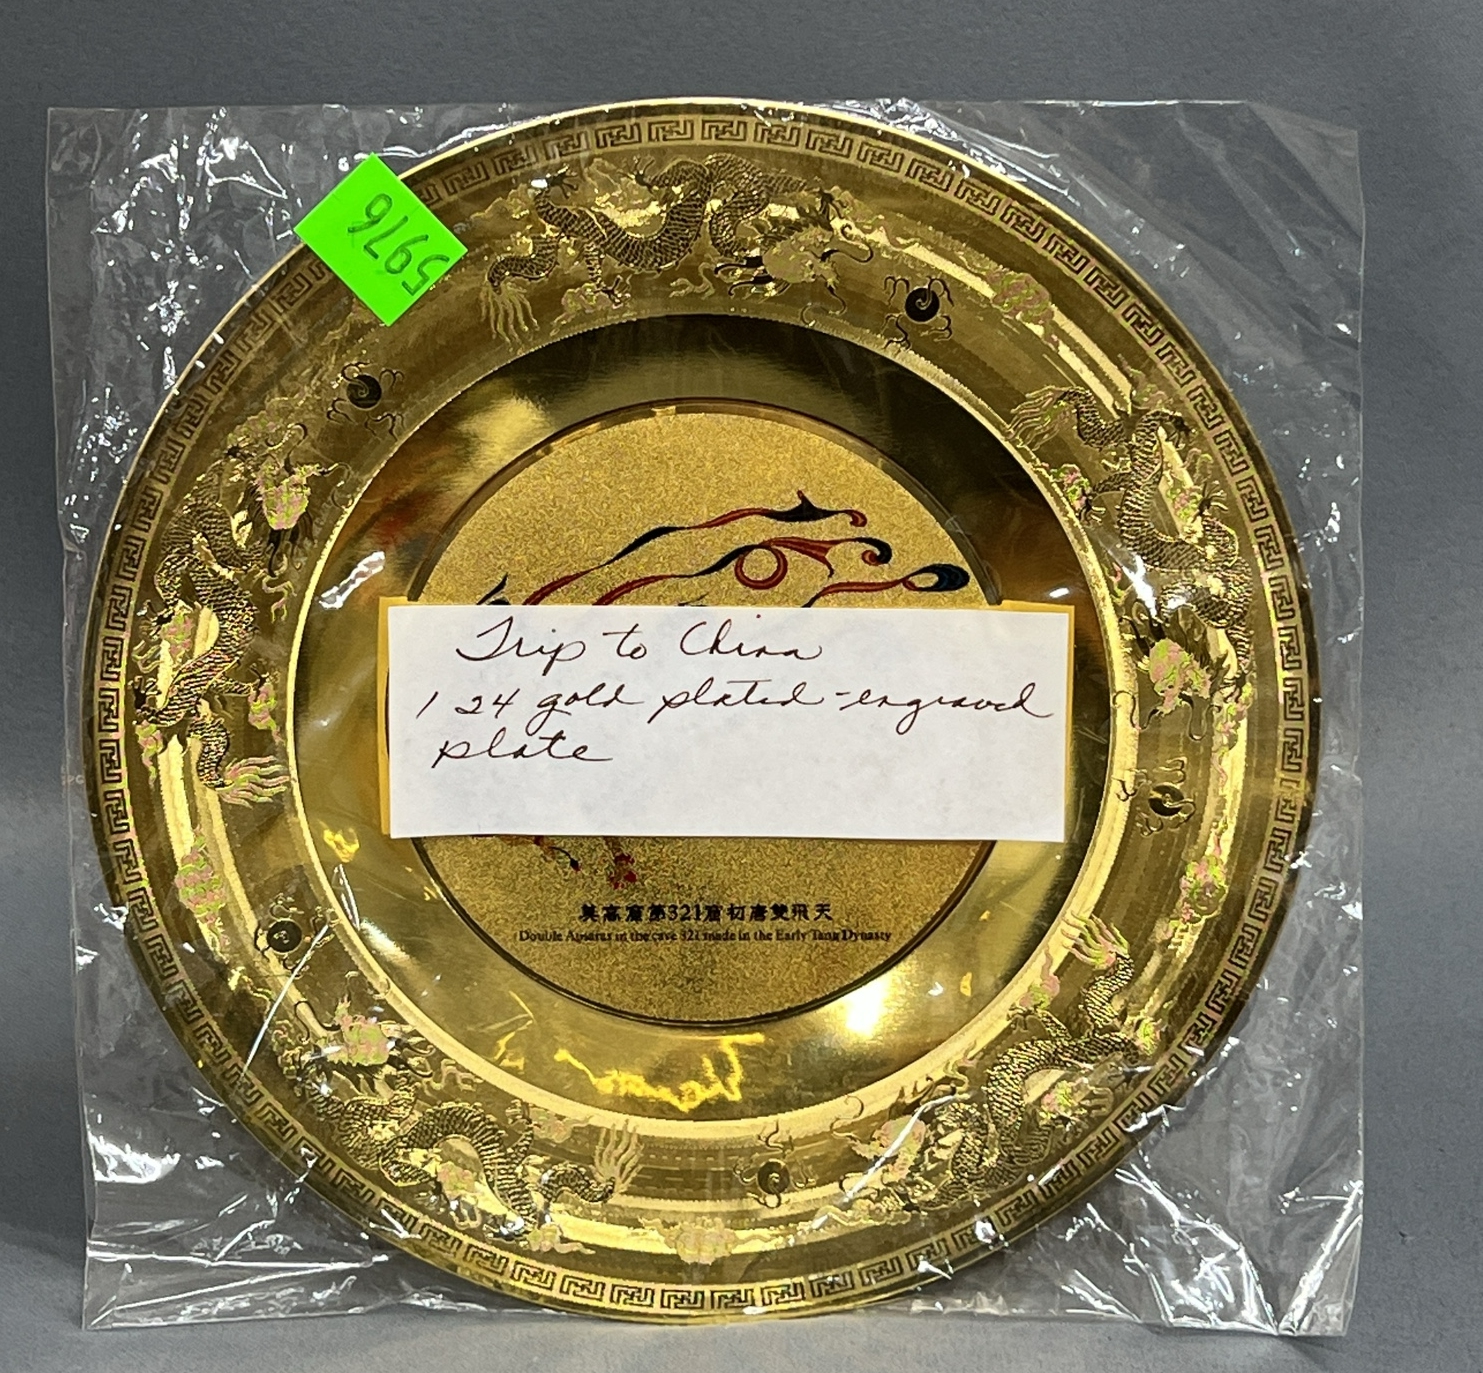 5976
Trip to China
1 24 gold plated-engraved
plate
莫高窟第321窟初唐雙飛天
Double Apsaras in the cave 321 made in the Early Tang Dynasty